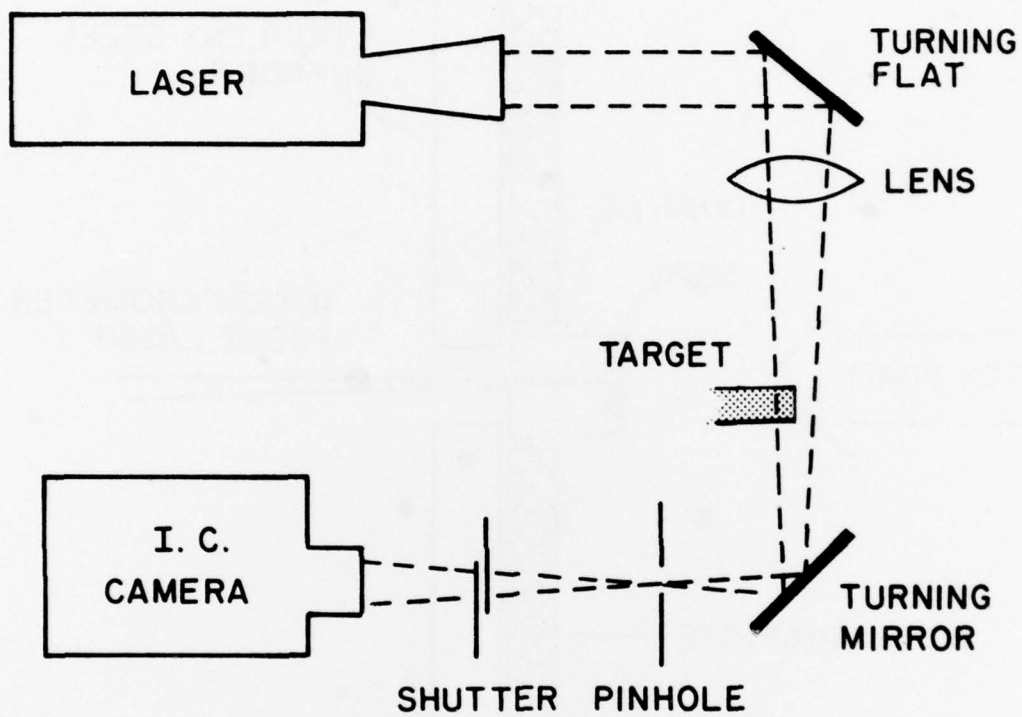 LASER
TURNING
FLAT
LENS
TARGET
I. C.
CAMERA
TURNING
MIRROR
SHUTTER PINHOLE